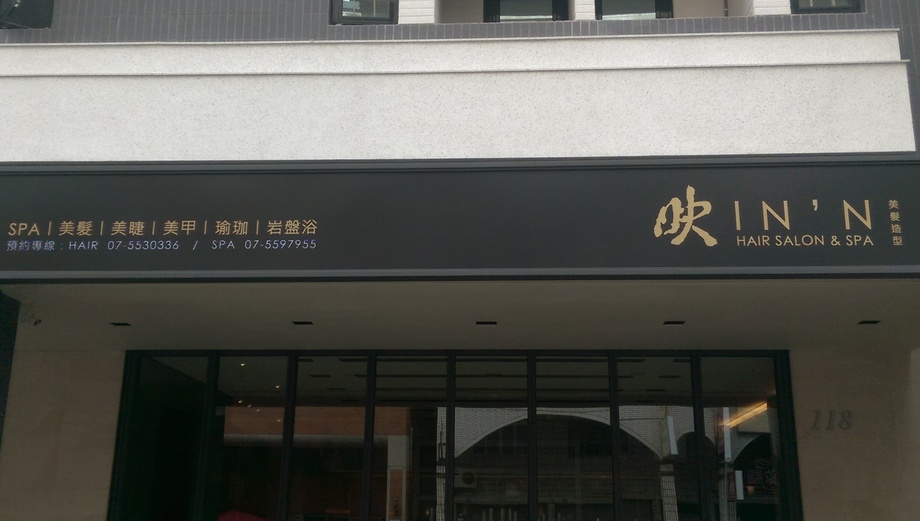 SPA | 美髮 | 美睫 | 美甲 | 瑜珈 | 岩盤浴
預約專線：HAIR 07-5530336 / SPA 07-5597955
映 IN'N
HAIR SALON & SPA
美髮造型
118